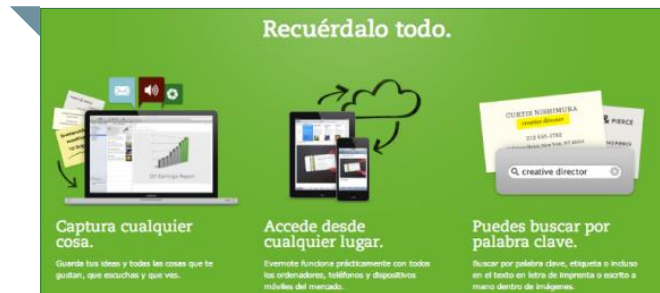 Recuérdalo todo.
CURTIS NISHIMURA
creative director
PIERCE
creative director
Captura cualquier
cosa.
Guarda tus ideas y todas las cosas que te
gustan, que escuchas y que ves.
Accede desde
cualquier lugar.
Evernote funciona prácticamente con todos
los ordenadores, teléfonos y dispositivos
móviles del mercado.
Puedes buscar por
palabra clave.
Buscar por palabra clave, etiqueta o incluso
en el texto en letra de imprenta o escrito a
mano dentro de imágenes.